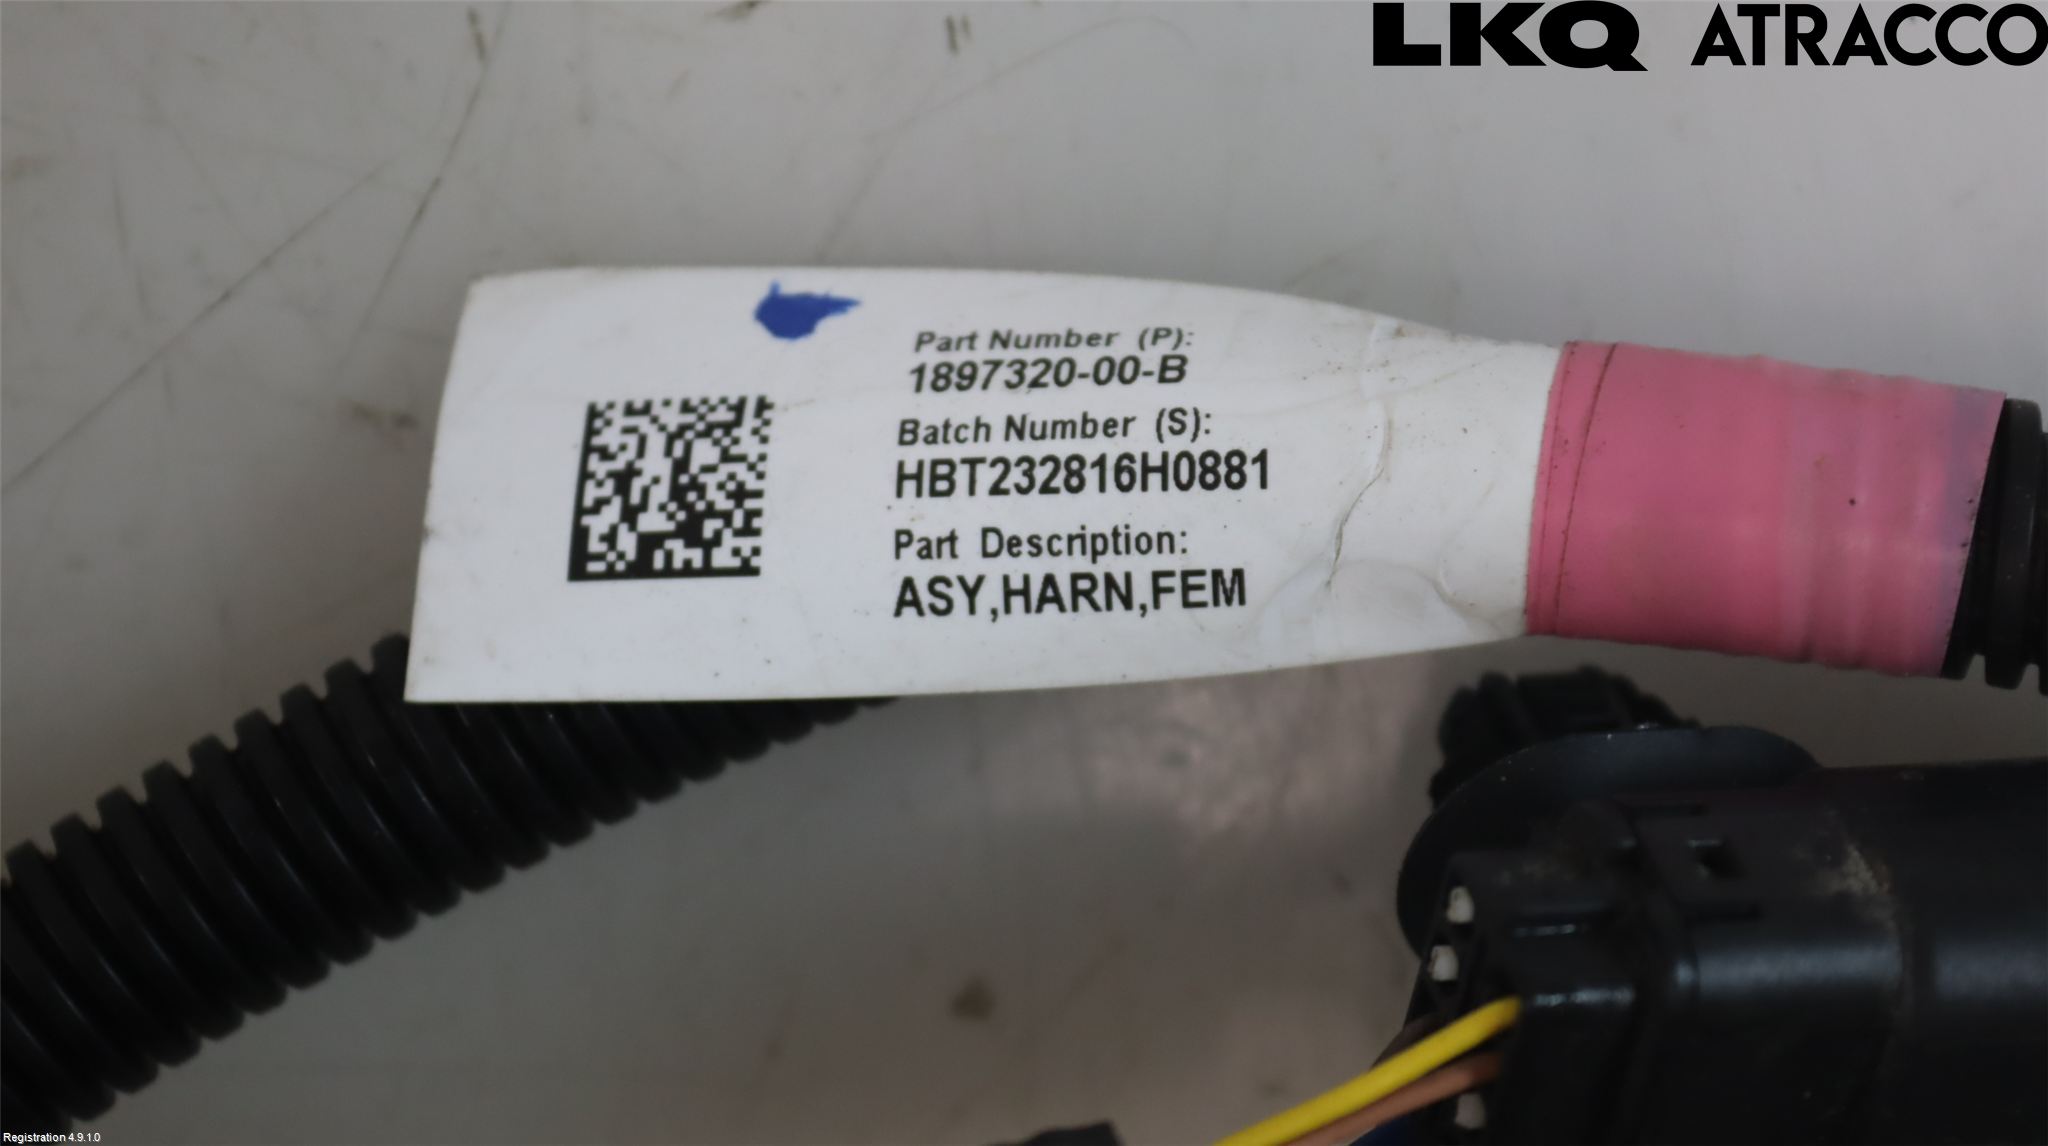 LKQ ATRACCO
Part Number (P):
1897320-00-B
Batch Number (S):
HBT232816H0881
Part Description:
ASY,HARN,FEM
Registration 4.9.1.0